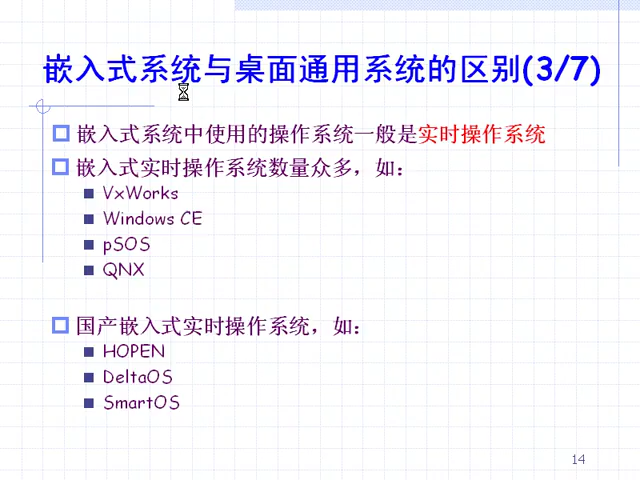 嵌入式系统与桌面通用系统的区别(3/7)
嵌入式系统中使用的操作系统一般是实时操作系统
嵌入式实时操作系统数量众多，如：
VxWorks
Windows CE
pSOS
QNX
国产嵌入式实时操作系统，如：
HOPEN
DeltaOS
SmartOS
14